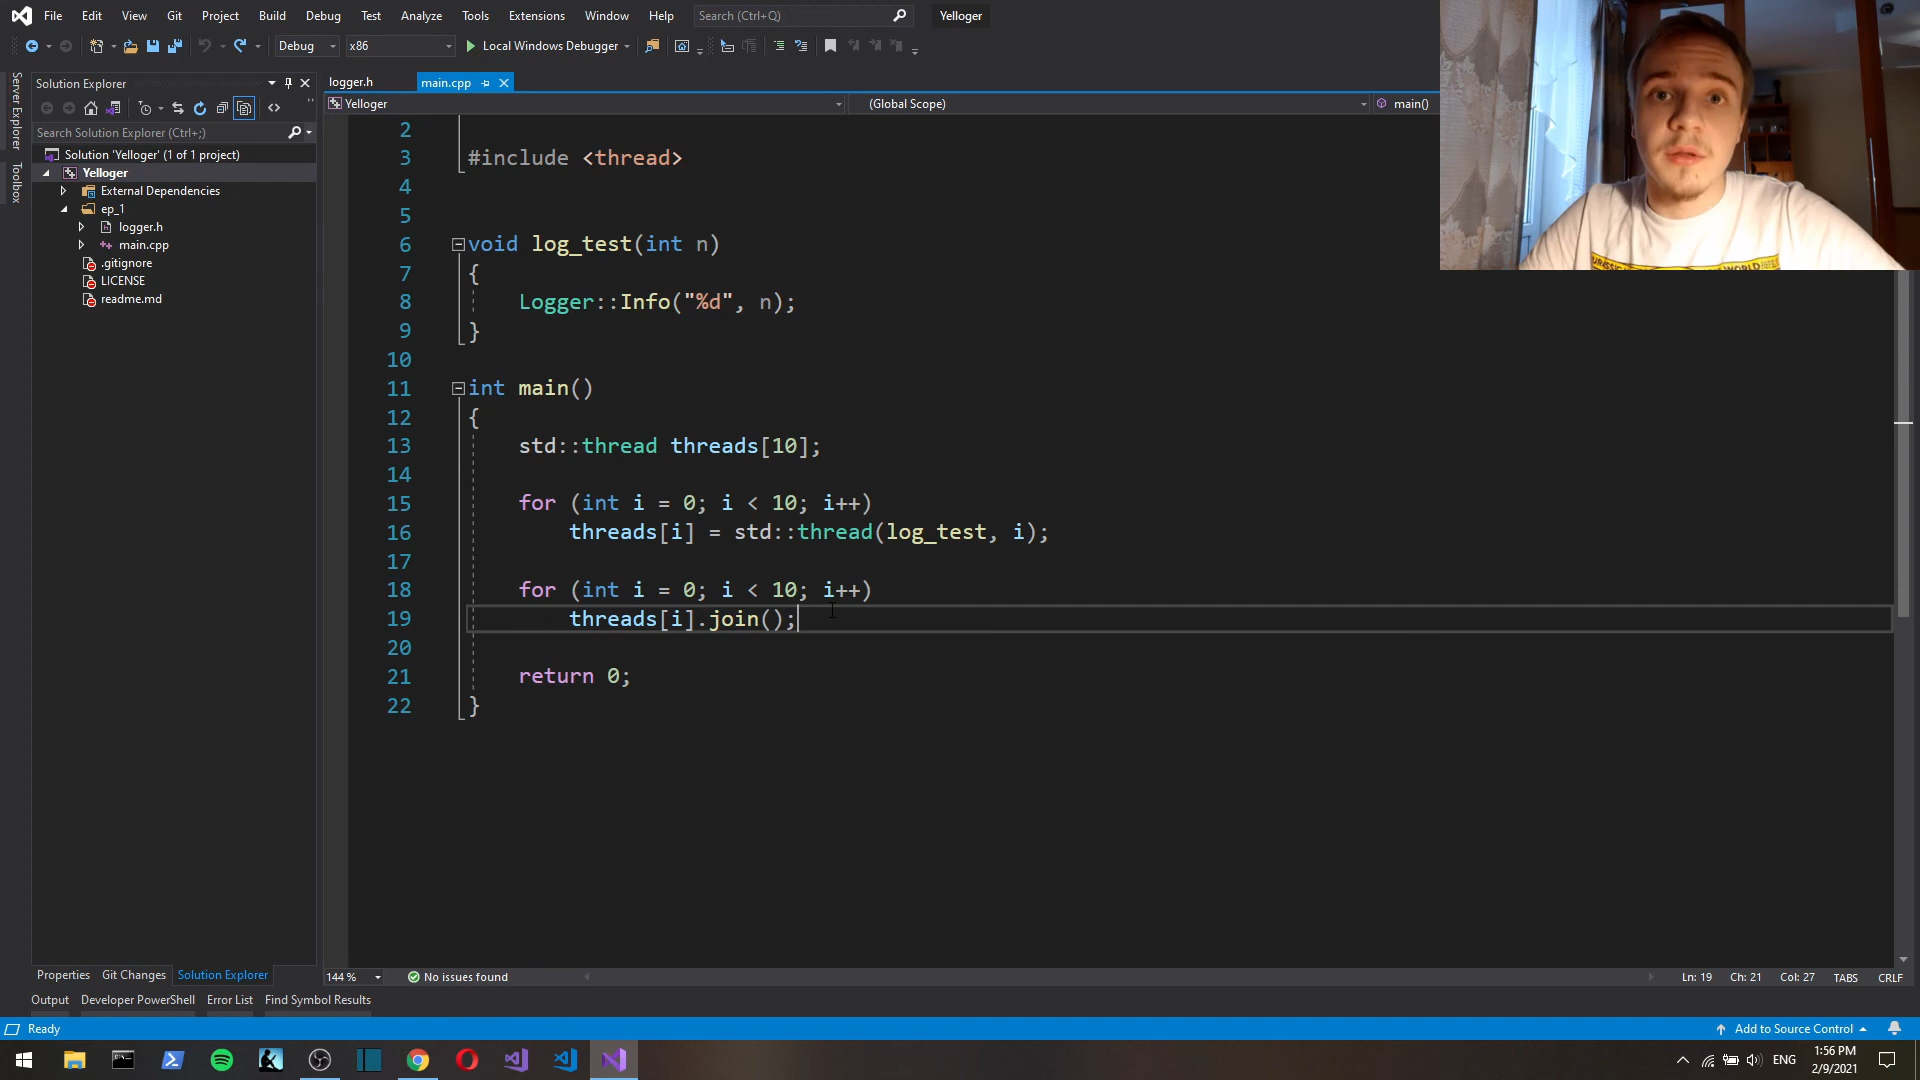 File Edit View Git Project Build Debug Test Analyze Tools Extensions Window Help Search (Ctrl+Q) Yelloger
Debug x86 Local Windows Debugger
Server Explorer
Toolbox
Solution Explorer
Search Solution Explorer (Ctrl+;)
Solution 'Yelloger' (1 of 1 project)
Yelloger
External Dependencies
ep_1
logger.h
main.cpp
.gitignore
LICENSE
readme.md
logger.h main.cpp
Yelloger (Global Scope) main()
2
3 #include <thread>
4
5
6 void log_test(int n)
7 {
8 Logger::Info("%d", n);
9 }
10
11 int main()
12 {
13 std::thread threads[10];
14
15 for (int i = 0; i < 10; i++)
16 threads[i] = std::thread(log_test, i);
17
18 for (int i = 0; i < 10; i++)
19 threads[i].join();
20
21 return 0;
22 }
Properties Git Changes Solution Explorer
144 % No issues found Ln: 19 Ch: 21 Col: 27 TABS CRLF
Output Developer PowerShell Error List Find Symbol Results
Ready Add to Source Control
ENG 1:56 PM
2/9/2021